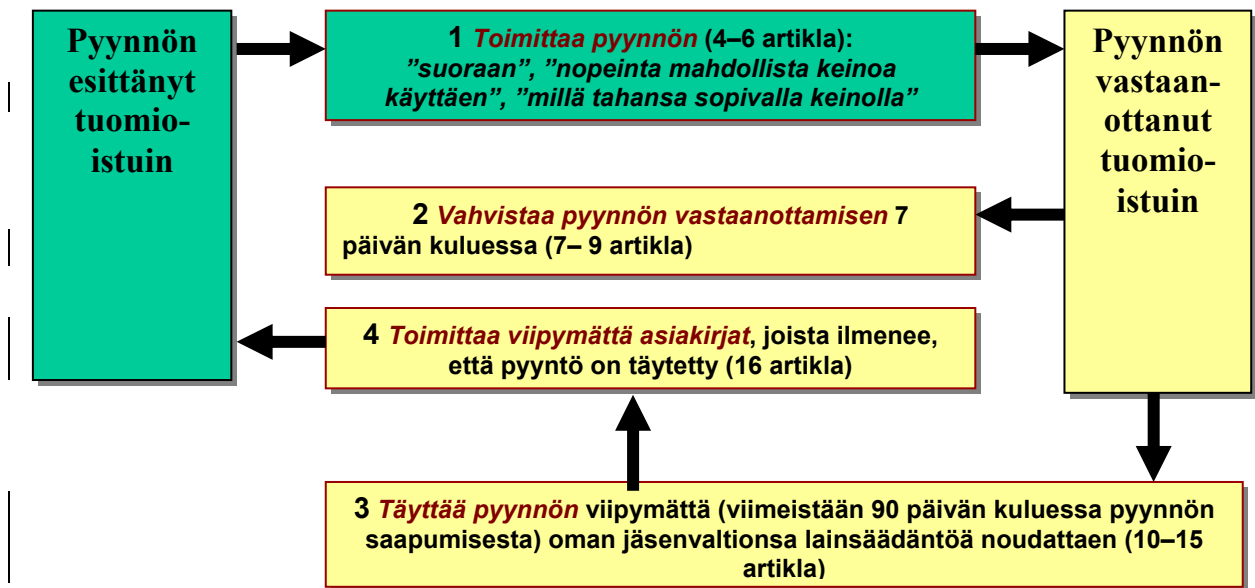 Pyynnön
esittänyt
tuomio-
istuin
1 Toimittaa pyynnön (4–6 artikla):
”suoraan”, ”nopeinta mahdollista keinoa
käyttäen”, ”millä tahansa sopivalla keinolla”
Pyynnön
vastaan-
ottanut
tuomio-
istuin
2 Vahvistaa pyynnön vastaanottamisen 7
päivän kuluessa (7– 9 artikla)
4 Toimittaa viipymättä asiakirjat, joista ilmenee,
että pyyntö on täytetty (16 artikla)
3 Täyttää pyynnön viipymättä (viimeistään 90 päivän kuluessa pyynnön
saapumisesta) oman jäsenvaltionsa lainsäädäntöä noudattaen (10–15
artikla)